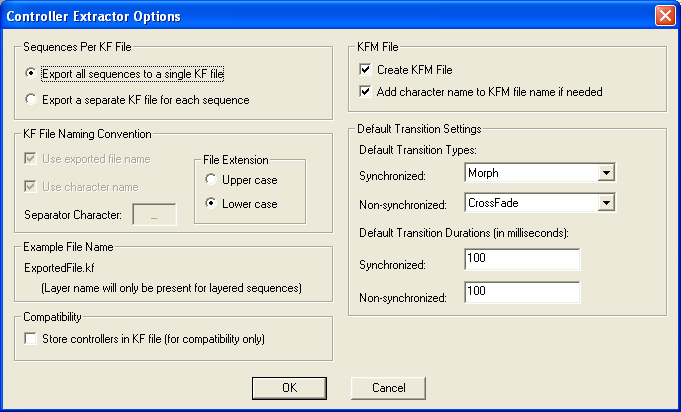 Controller Extractor Options
Sequences Per KF File
Export all sequences to a single KF file
Export a separate KF file for each sequence
KF File Naming Convention
Use exported file name
Use character name
Separator Character: _
File Extension
Upper case
Lower case
Example File Name
ExportedFile.kf
(Layer name will only be present for layered sequences)
Compatibility
Store controllers in KF file (for compatibility only)
KFM File
Create KFM File
Add character name to KFM file name if needed
Default Transition Settings
Default Transition Types:
Synchronized: Morph
Non-synchronized: CrossFade
Default Transition Durations (in milliseconds):
Synchronized: 100
Non-synchronized: 100
OK
Cancel